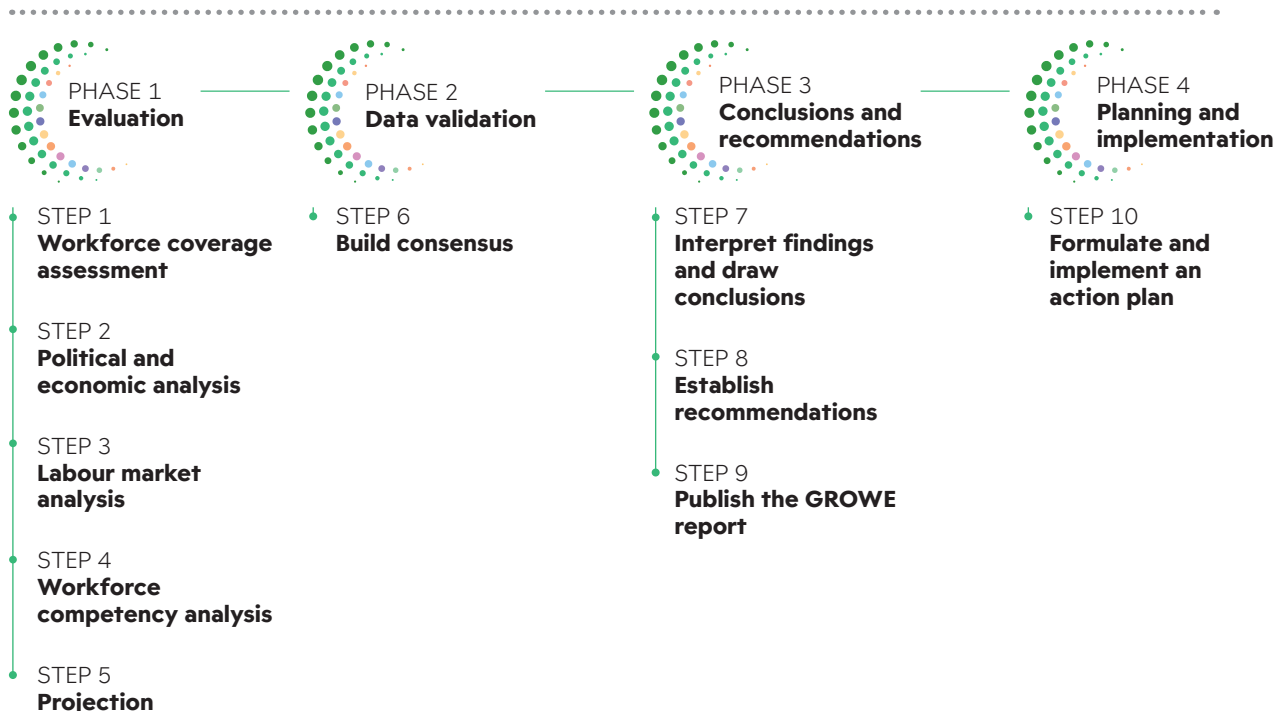 PHASE 1
Evaluation
STEP 1
Workforce coverage
assessment
STEP 2
Political and
economic analysis
STEP 3
Labour market
analysis
STEP 4
Workforce
competency analysis
STEP 5
Projection
PHASE 2
Data validation
STEP 6
Build consensus
PHASE 3
Conclusions and
recommendations
STEP 7
Interpret findings
and draw
conclusions
STEP 8
Establish
recommendations
STEP 9
Publish the GROWE
report
PHASE 4
Planning and
implementation
STEP 10
Formulate and
implement an
action plan